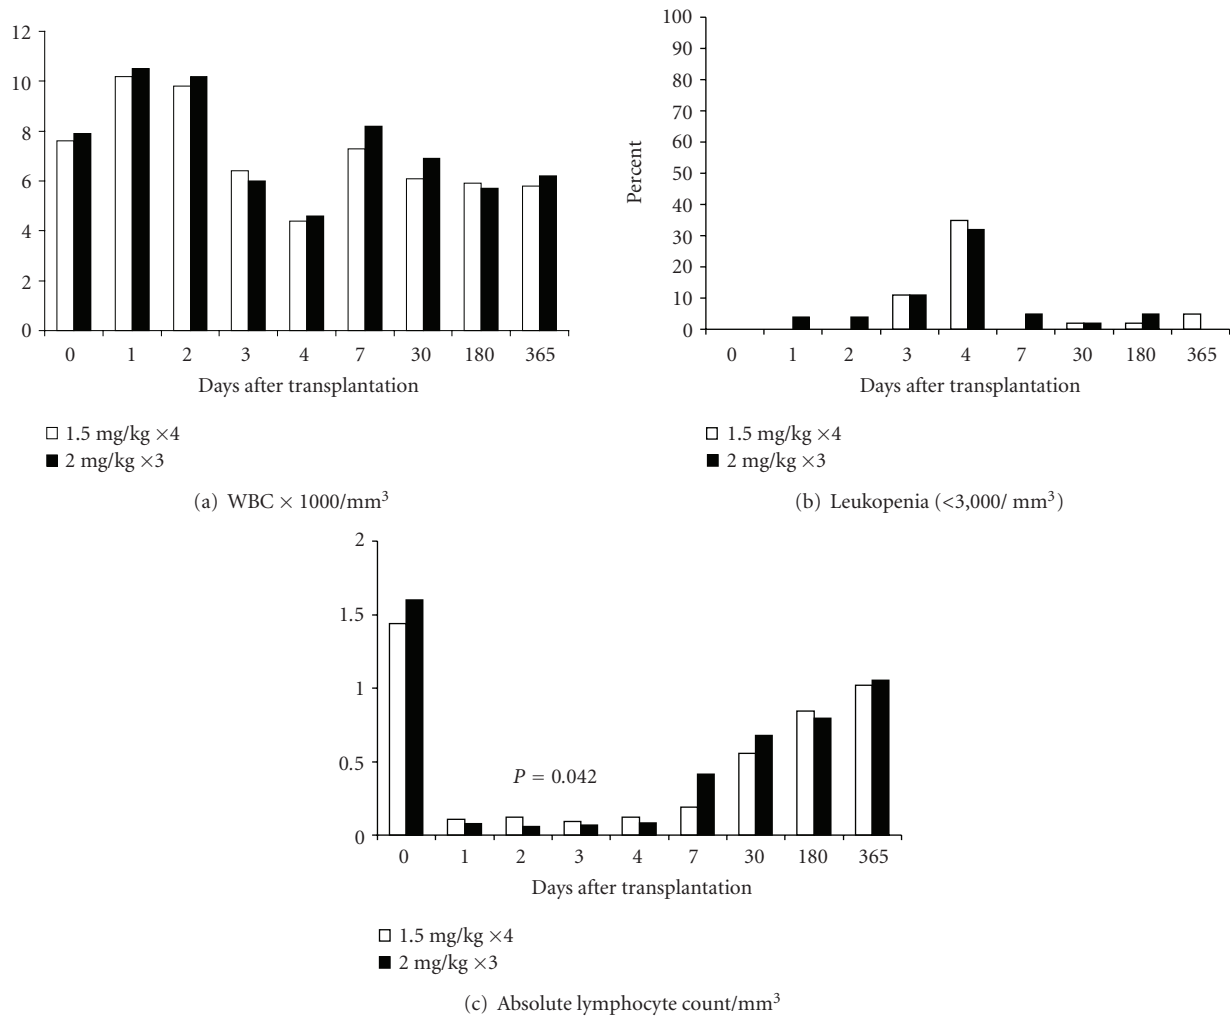 12
10
8
6
4
2
0
0 1 2 3 4 7 30 180 365
Days after transplantation
1.5 mg/kg ×4
2 mg/kg ×3
(a) WBC × 1000/mm³
100
90
80
70
60
50
40
30
20
10
0
Percent
0 1 2 3 4 7 30 180 365
Days after transplantation
1.5 mg/kg ×4
2 mg/kg ×3
(b) Leukopenia (<3,000/ mm³)
2
1.5
1
0.5
0
P = 0.042
0 1 2 3 4 7 30 180 365
Days after transplantation
1.5 mg/kg ×4
2 mg/kg ×3
(c) Absolute lymphocyte count/mm³